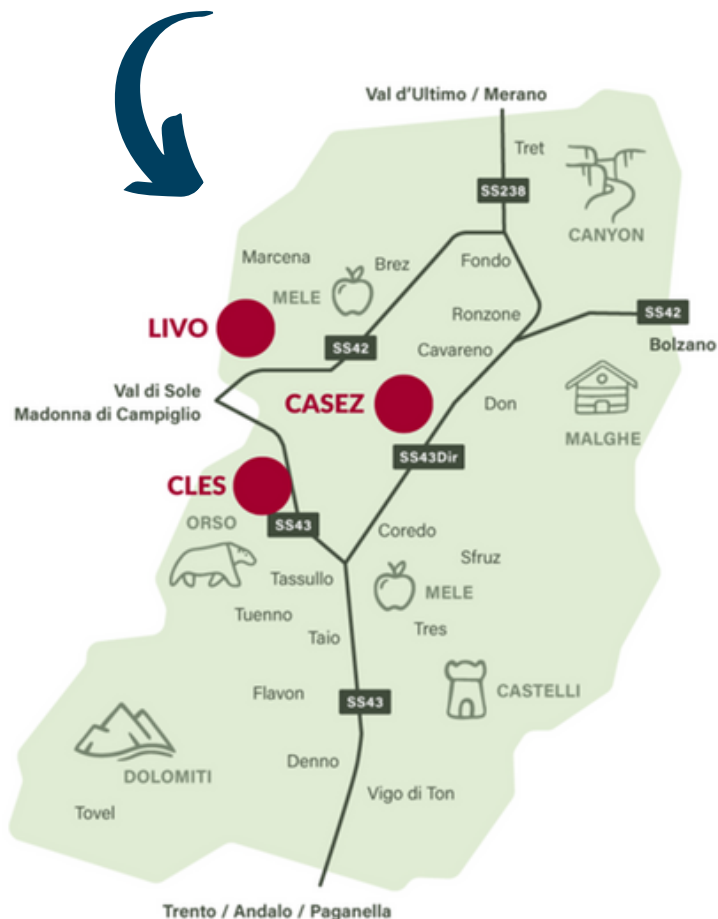 Val d'Ultimo / Merano
Tret
SS238
CANYON
Marcena
Brez
Fondo
MELE
Ronzone
SS42
LIVO
SS42
Bolzano
Cavareno
Val di Sole
Madonna di Campiglio
CASEZ
Don
MALGHE
SS43Dir
CLES
ORSO
SS43
Coredo
Sfruz
Tassullo
MELE
Tuenno
Tres
Taio
Flavon
SS43
CASTELLI
Denno
DOLOMITI
Vigo di Ton
Tovel
Trento / Andalo / Paganella